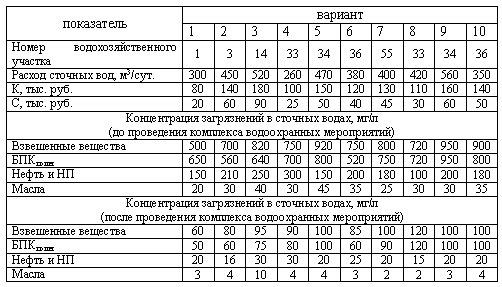 показатель вариант
1 2 3 4 5 6 7 8 9 10
Номер водохозяйственного участка 1 3 14 33 34 36 55 33 34 36
Расход сточных вод, м³/сут. 300 450 520 260 470 380 400 420 560 350
К, тыс. руб. 80 140 180 100 150 120 130 110 160 140
С, тыс. руб. 20 60 90 25 50 40 45 30 60 50
Концентрация загрязнений в сточных водах, мг/л
(до проведения комплекса водоохранных мероприятий)
Взвешенные вещества 500 700 820 750 920 750 800 720 950 900
БПКполн 650 560 640 700 800 520 750 720 950 800
Нефть и НП 150 210 250 300 150 200 180 100 200 180
Масла 20 30 40 30 45 35 25 30 30 35
Концентрация загрязнений в сточных водах, мг/л
(после проведения комплекса водоохранных мероприятий)
Взвешенные вещества 60 80 95 90 100 85 100 120 100 100
БПКполн 50 60 75 80 100 60 90 120 100 100
Нефть и НП 20 16 30 30 20 25 20 15 20 20
Масла 3 4 10 4 4 3 2 2 3 4